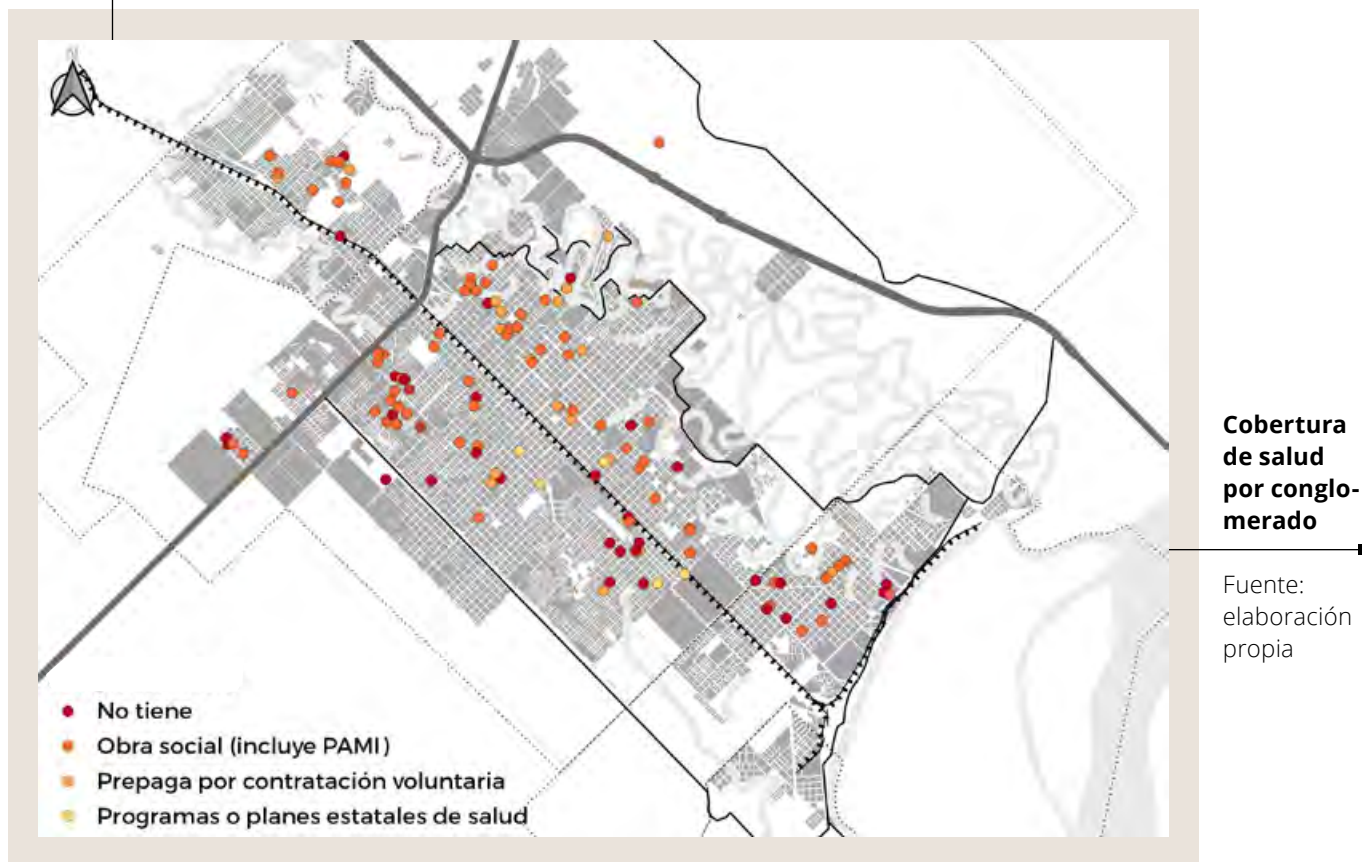 N
No tiene
Obra social (incluye PAMI)
Prepaga por contratación voluntaria
Programas o planes estatales de salud
Cobertura
de salud
por conglo-
merado
Fuente:
elaboración
propia